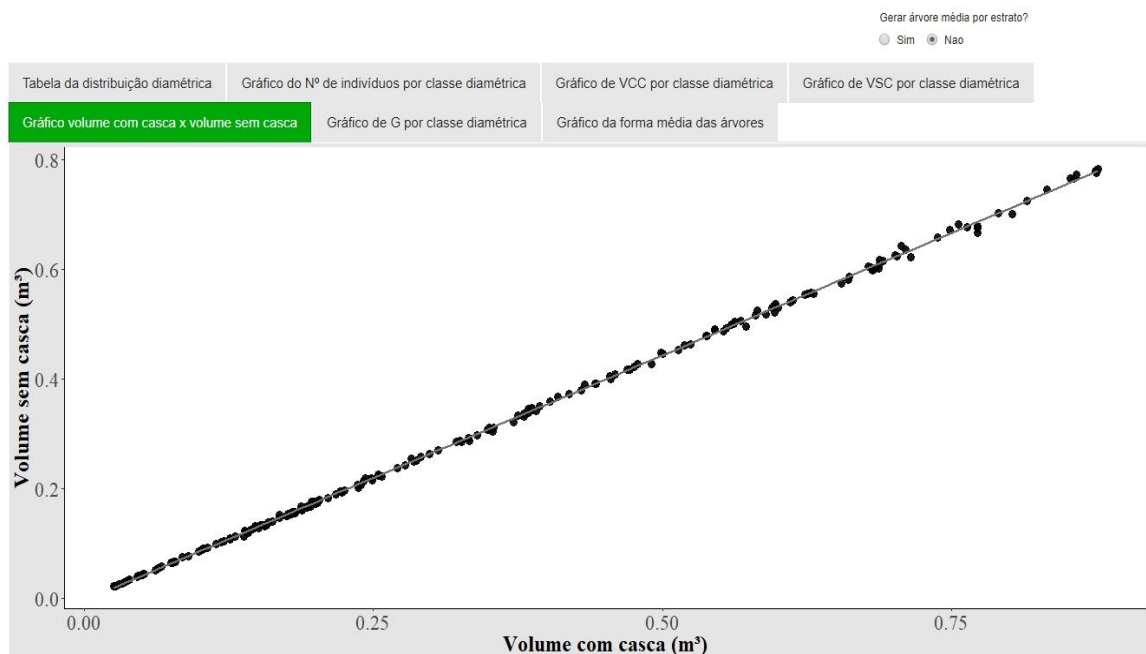 Gerar árvore média por estrato?
Sim Nao
Tabela da distribuição diamétrica Gráfico do Nº de indivíduos por classe diamétrica Gráfico de VCC por classe diamétrica Gráfico de VSC por classe diamétrica
Gráfico volume com casca x volume sem casca Gráfico de G por classe diamétrica Gráfico da forma média das árvores
Volume sem casca (m³)
0.8
0.6
0.4
0.2
0.0
0.00 0.25 0.50 0.75
Volume com casca (m³)